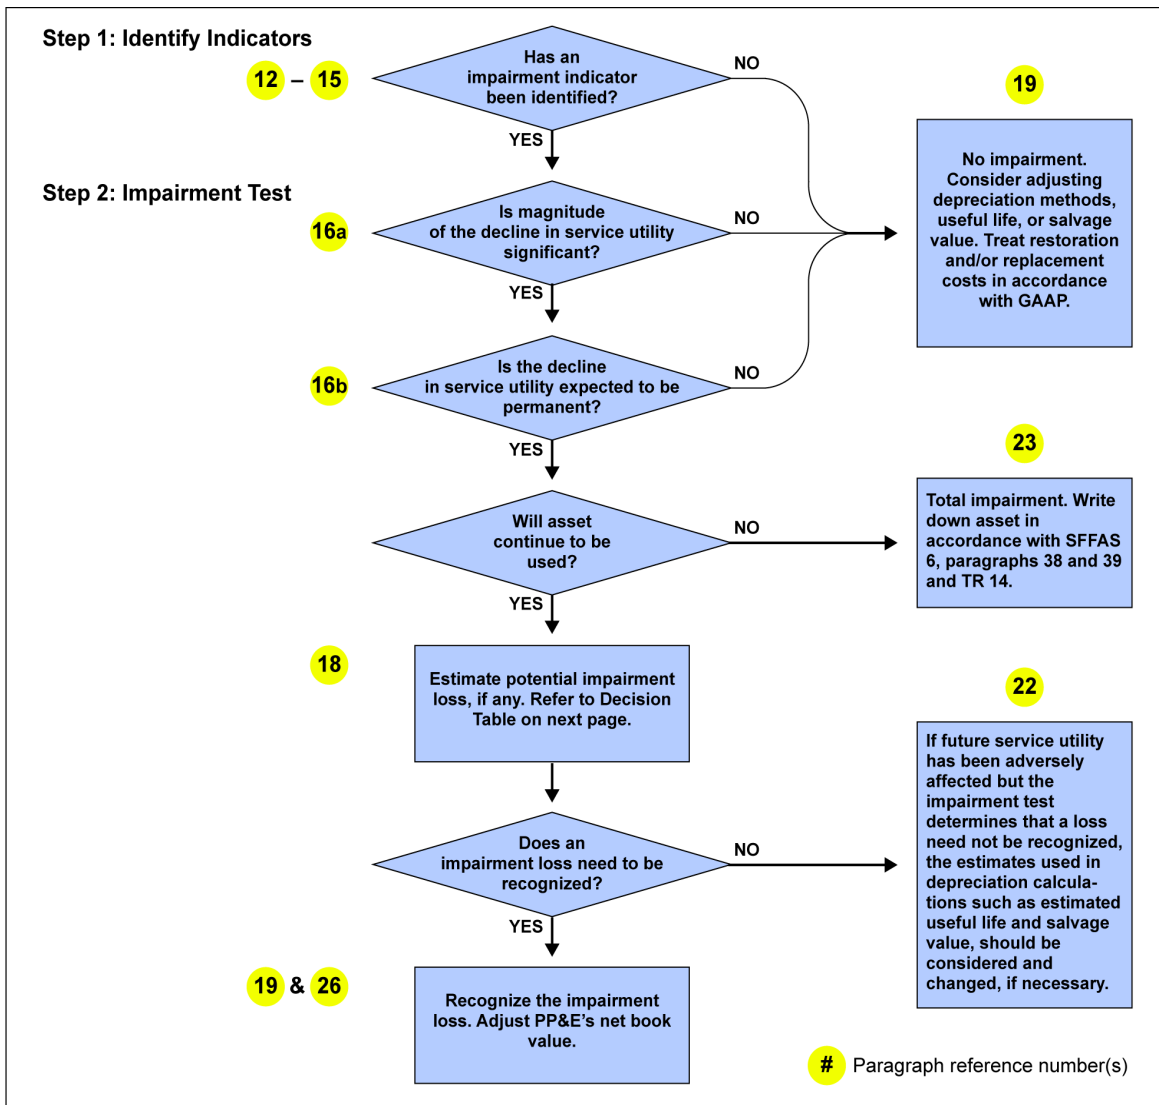 Step 1: Identify Indicators
12 – 15
Has an
impairment indicator
been identified?
NO
YES
19
No impairment.
Consider adjusting
depreciation methods,
useful life, or salvage
value. Treat restoration
and/or replacement
costs in accordance
with GAAP.
Step 2: Impairment Test
16a
Is magnitude
of the decline in service utility
significant?
NO
YES
16b
Is the decline
in service utility expected to be
permanent?
NO
YES
Will asset
continue to be
used?
NO
YES
23
Total impairment. Write
down asset in
accordance with SFFAS
6, paragraphs 38 and 39
and TR 14.
18
Estimate potential impairment
loss, if any. Refer to Decision
Table on next page.
Does an
impairment loss need to be
recognized?
NO
YES
22
If future service utility
has been adversely
affected but the
impairment test
determines that a loss
need not be recognized,
the estimates used in
depreciation calcula-
tions such as estimated
useful life and salvage
value, should be
considered and
changed, if necessary.
19 & 26
Recognize the impairment
loss. Adjust PP&E’s net book
value.
# Paragraph reference number(s)